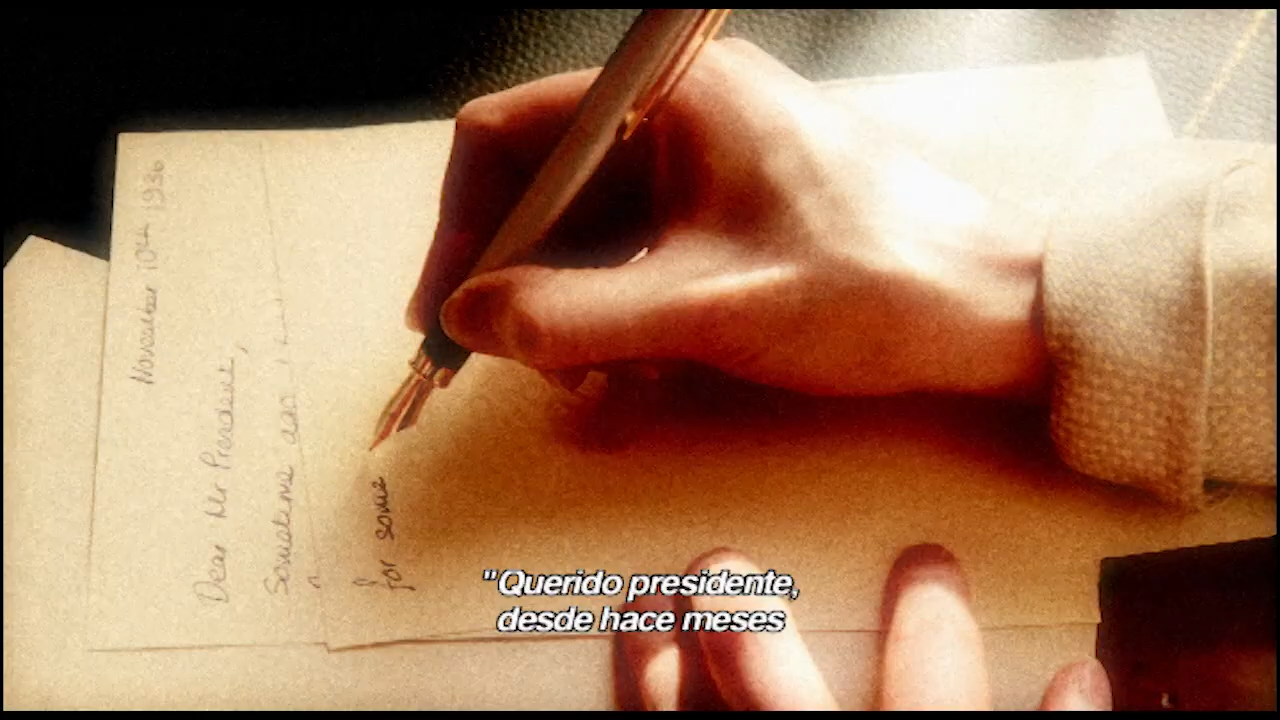 November 10th 1936
Dear Mr President,
for some
"Querido presidente,
desde hace meses